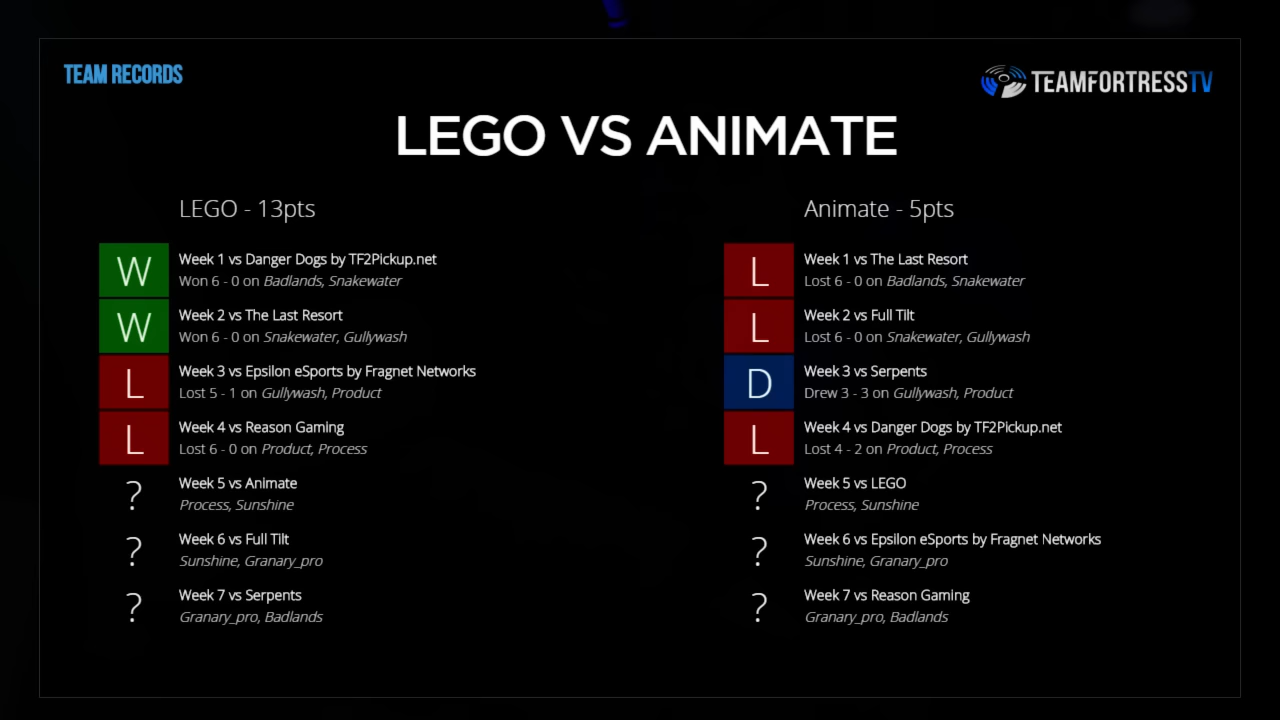 TEAM RECORDS
TEAMFORTRESSTV
LEGO VS ANIMATE
LEGO - 13pts
W
Week 1 vs Danger Dogs by TF2Pickup.net
Won 6 - 0 on Badlands, Snakewater
W
Week 2 vs The Last Resort
Won 6 - 0 on Snakewater, Gullywash
L
Week 3 vs Epsilon eSports by Fragnet Networks
Lost 5 - 1 on Gullywash, Product
L
Week 4 vs Reason Gaming
Lost 6 - 0 on Product, Process
?
Week 5 vs Animate
Process, Sunshine
?
Week 6 vs Full Tilt
Sunshine, Granary_pro
?
Week 7 vs Serpents
Granary_pro, Badlands
Animate - 5pts
L
Week 1 vs The Last Resort
Lost 6 - 0 on Badlands, Snakewater
L
Week 2 vs Full Tilt
Lost 6 - 0 on Snakewater, Gullywash
D
Week 3 vs Serpents
Drew 3 - 3 on Gullywash, Product
L
Week 4 vs Danger Dogs by TF2Pickup.net
Lost 4 - 2 on Product, Process
?
Week 5 vs LEGO
Process, Sunshine
?
Week 6 vs Epsilon eSports by Fragnet Networks
Sunshine, Granary_pro
?
Week 7 vs Reason Gaming
Granary_pro, Badlands